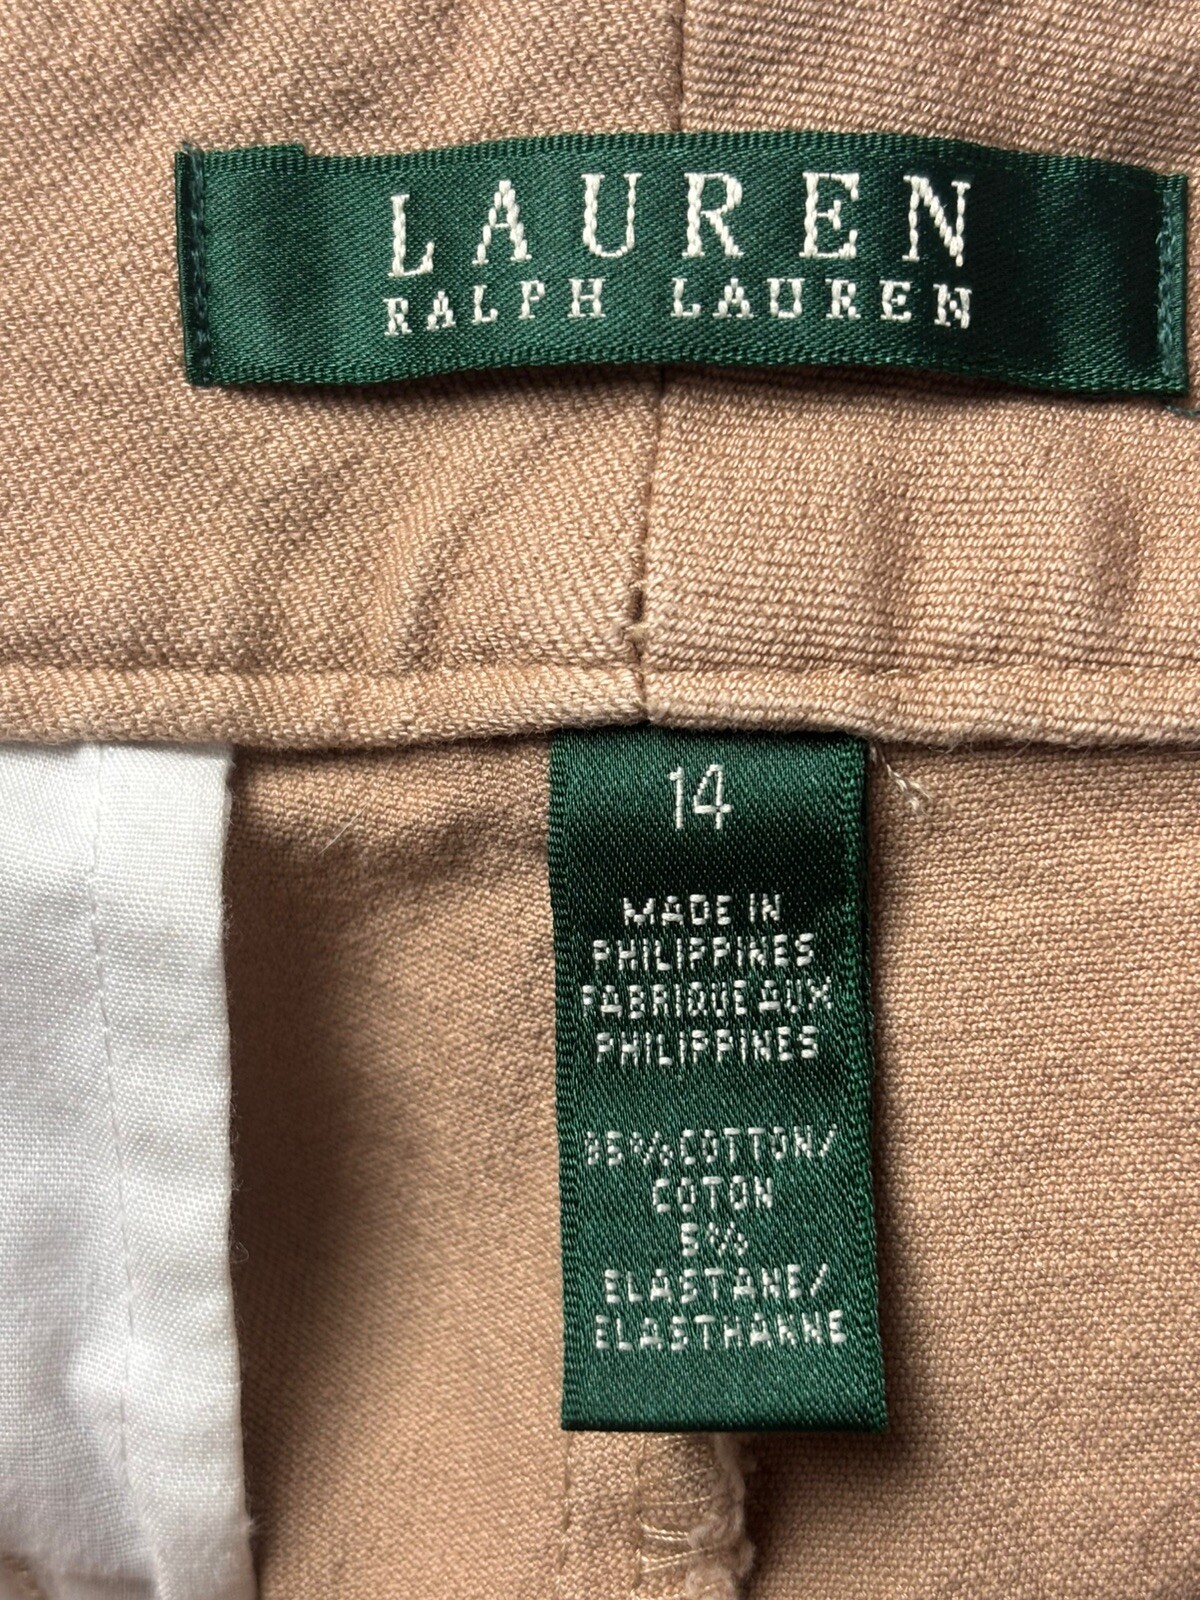 LAUREN
RALPH LAUREN
14
MADE IN
PHILIPPINES
FABRIQUE AUX
PHILIPPINES
95% COTTON/
COTON
5%
ELASTANE/
ELASTHANNE